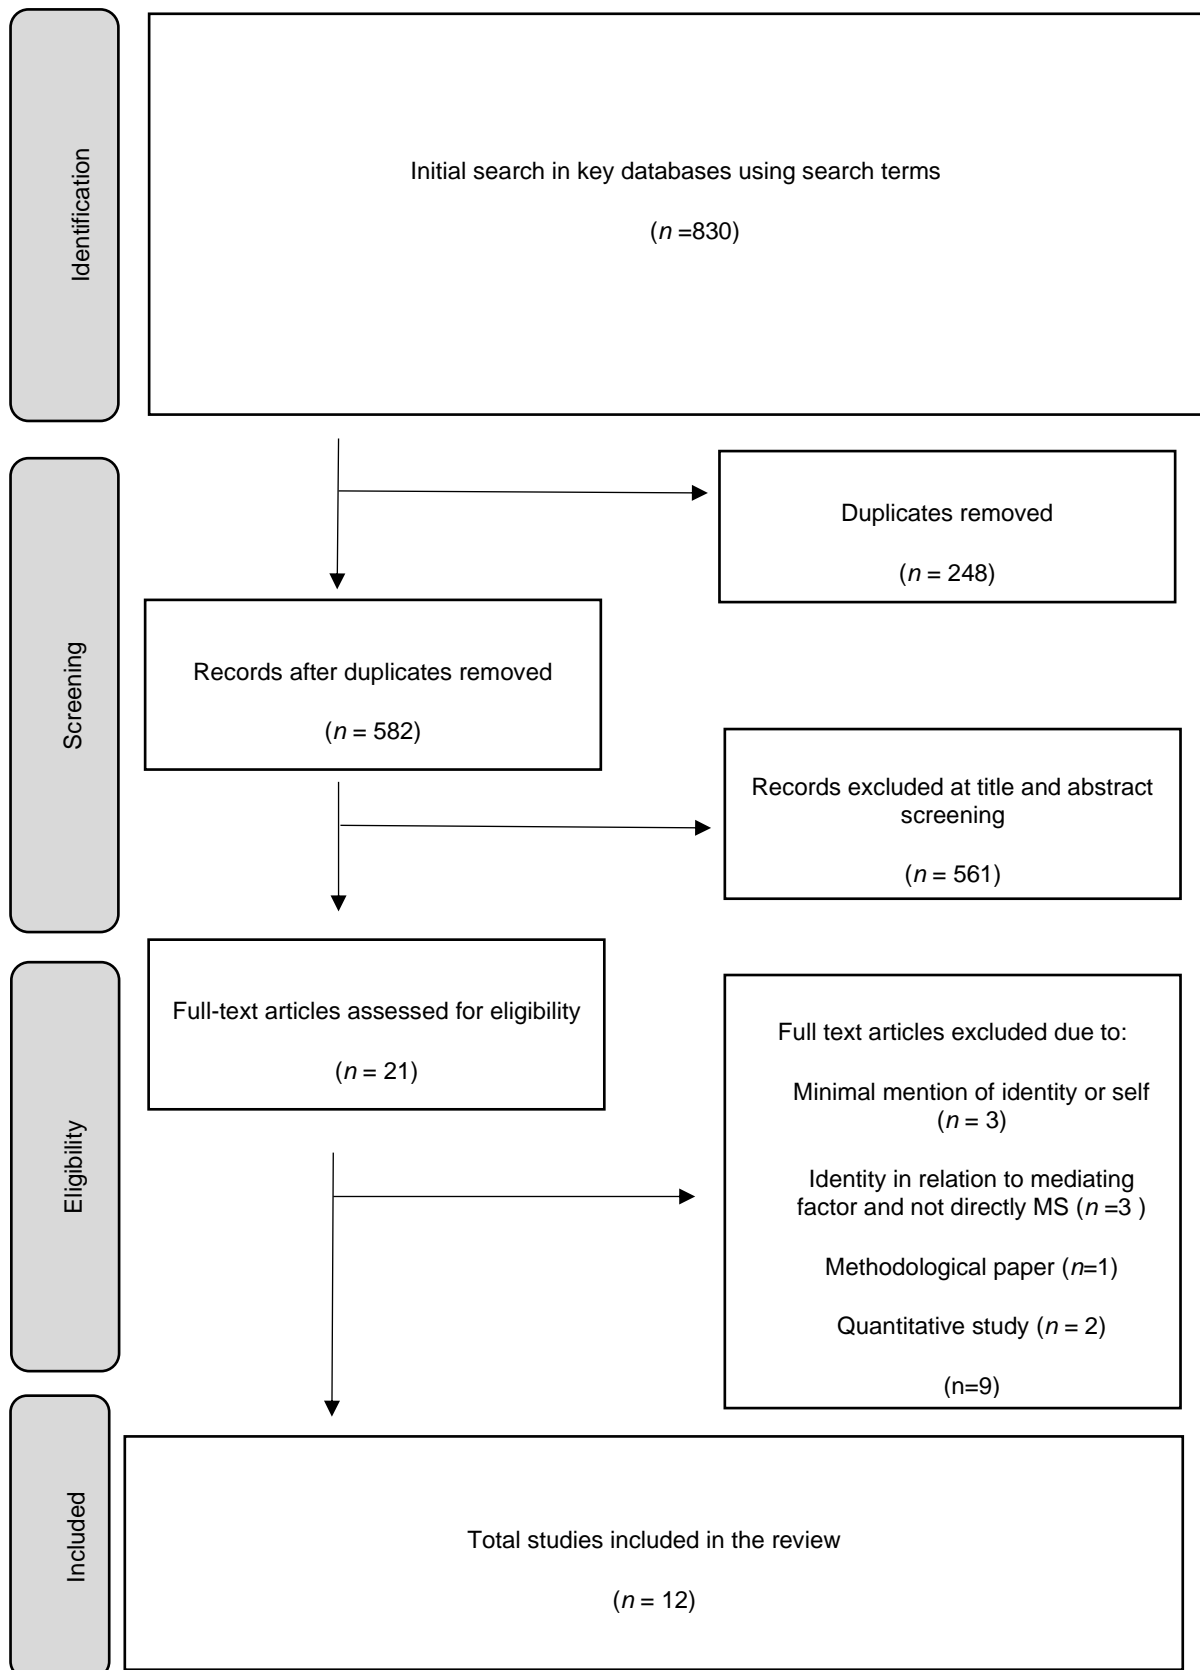 Identification
Initial search in key databases using search terms
(n =830)
Screening
Duplicates removed
(n = 248)
Records after duplicates removed
(n = 582)
Records excluded at title and abstract
screening
(n = 561)
Eligibility
Full-text articles assessed for eligibility
(n = 21)
Full text articles excluded due to:
Minimal mention of identity or self
(n = 3)
Identity in relation to mediating
factor and not directly MS (n =3 )
Methodological paper (n=1)
Quantitative study (n = 2)
(n=9)
Included
Total studies included in the review
(n = 12)